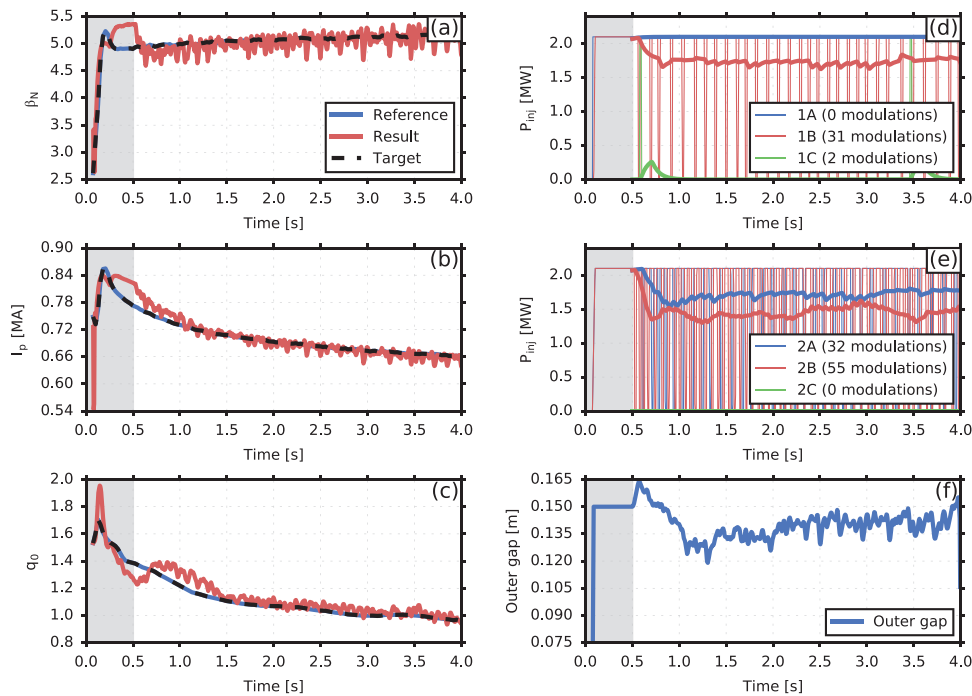 (a)
5.5
5.0
4.5
4.0
3.5
3.0
2.5
β_N
Reference
Result
Target
0.0 0.5 1.0 1.5 2.0 2.5 3.0 3.5 4.0
Time [s]
(d)
2.0
1.5
1.0
0.5
0.0
P_inj [MW]
1A (0 modulations)
1B (31 modulations)
1C (2 modulations)
0.0 0.5 1.0 1.5 2.0 2.5 3.0 3.5 4.0
Time [s]
(b)
0.90
0.84
0.78
0.72
0.66
0.60
0.54
I_p [MA]
0.0 0.5 1.0 1.5 2.0 2.5 3.0 3.5 4.0
Time [s]
(e)
2.0
1.5
1.0
0.5
0.0
P_inj [MW]
2A (32 modulations)
2B (55 modulations)
2C (0 modulations)
0.0 0.5 1.0 1.5 2.0 2.5 3.0 3.5 4.0
Time [s]
(c)
2.0
1.8
1.6
1.4
1.2
1.0
0.8
q_0
0.0 0.5 1.0 1.5 2.0 2.5 3.0 3.5 4.0
Time [s]
(f)
0.165
0.150
0.135
0.120
0.105
0.090
0.075
Outer gap [m]
Outer gap
0.0 0.5 1.0 1.5 2.0 2.5 3.0 3.5 4.0
Time [s]